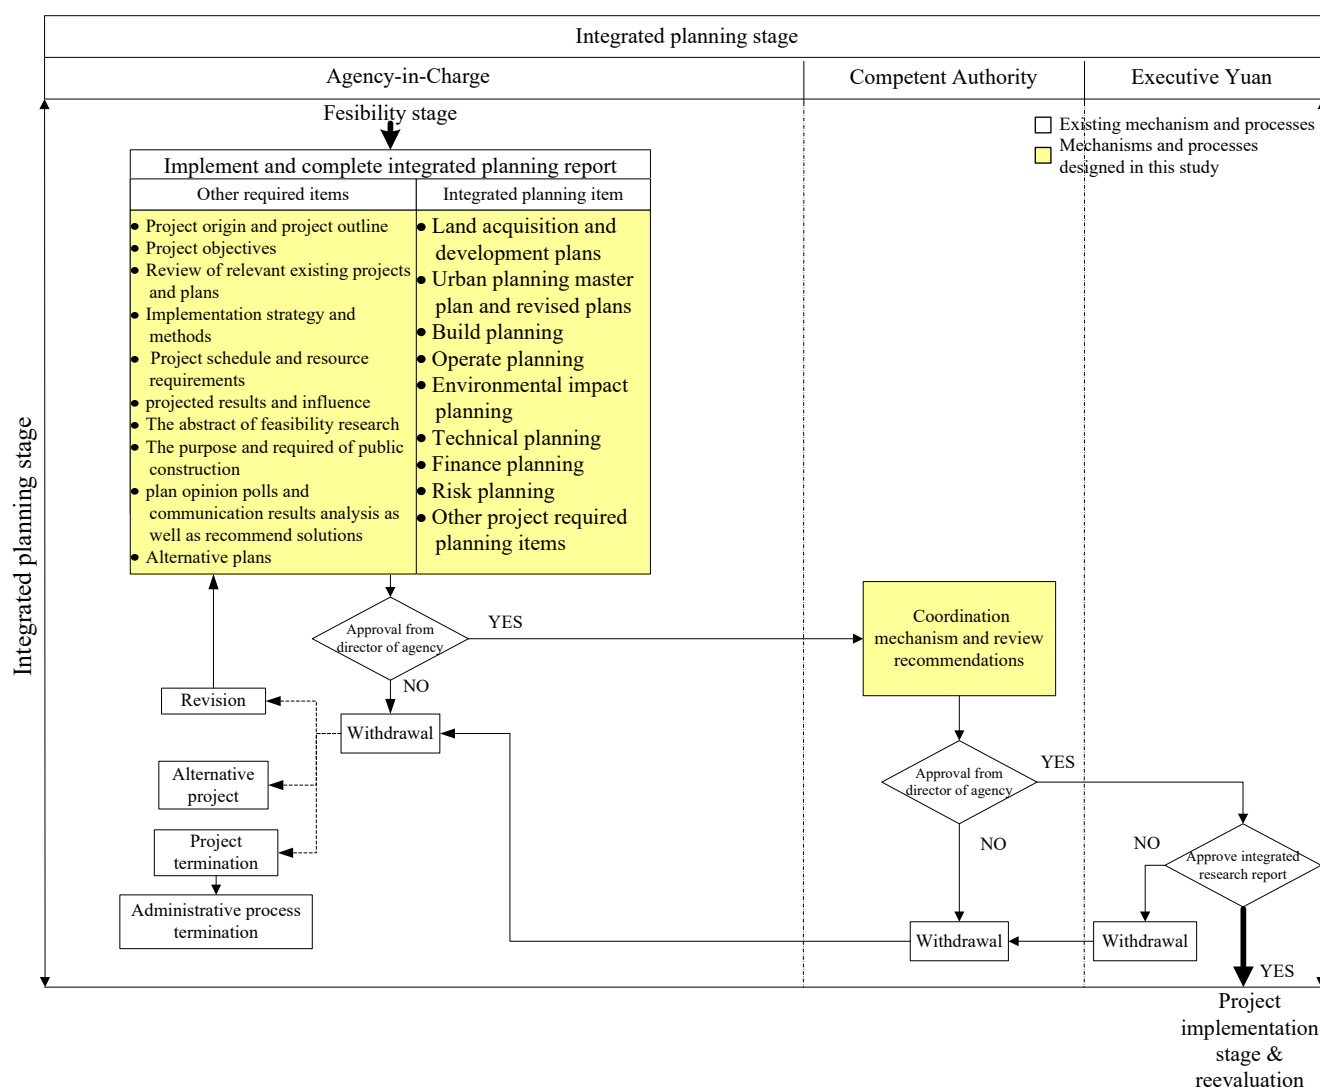 Integrated planning stage
Agency-in-Charge
Competent Authority
Executive Yuan
Fesibility stage
Existing mechanism and processes
Mechanisms and processes
designed in this study
Implement and complete integrated planning report
Other required items
Integrated planning item
● Project origin and project outline
● Project objectives
● Review of relevant existing projects
and plans
● Implementation strategy and
methods
● Project schedule and resource
requirements
● projected results and influence
● The abstract of feasibility research
● The purpose and required of public
construction
● plan opinion polls and
communication results analysis as
well as recommend solutions
● Alternative plans
● Land acquisition and
development plans
● Urban planning master
plan and revised plans
● Build planning
● Operate planning
● Environmental impact
planning
● Technical planning
● Finance planning
● Risk planning
● Other project required
planning items
Integrated planning stage
Approval from
director of agency
YES
NO
Coordination
mechanism and review
recommendations
Revision
Withdrawal
Alternative
project
Project
termination
Administrative process
termination
Approval from
director of agency
YES
NO
Approve integrated
research report
NO
Withdrawal
Withdrawal
YES
Project
implementation
stage &
reevaluation